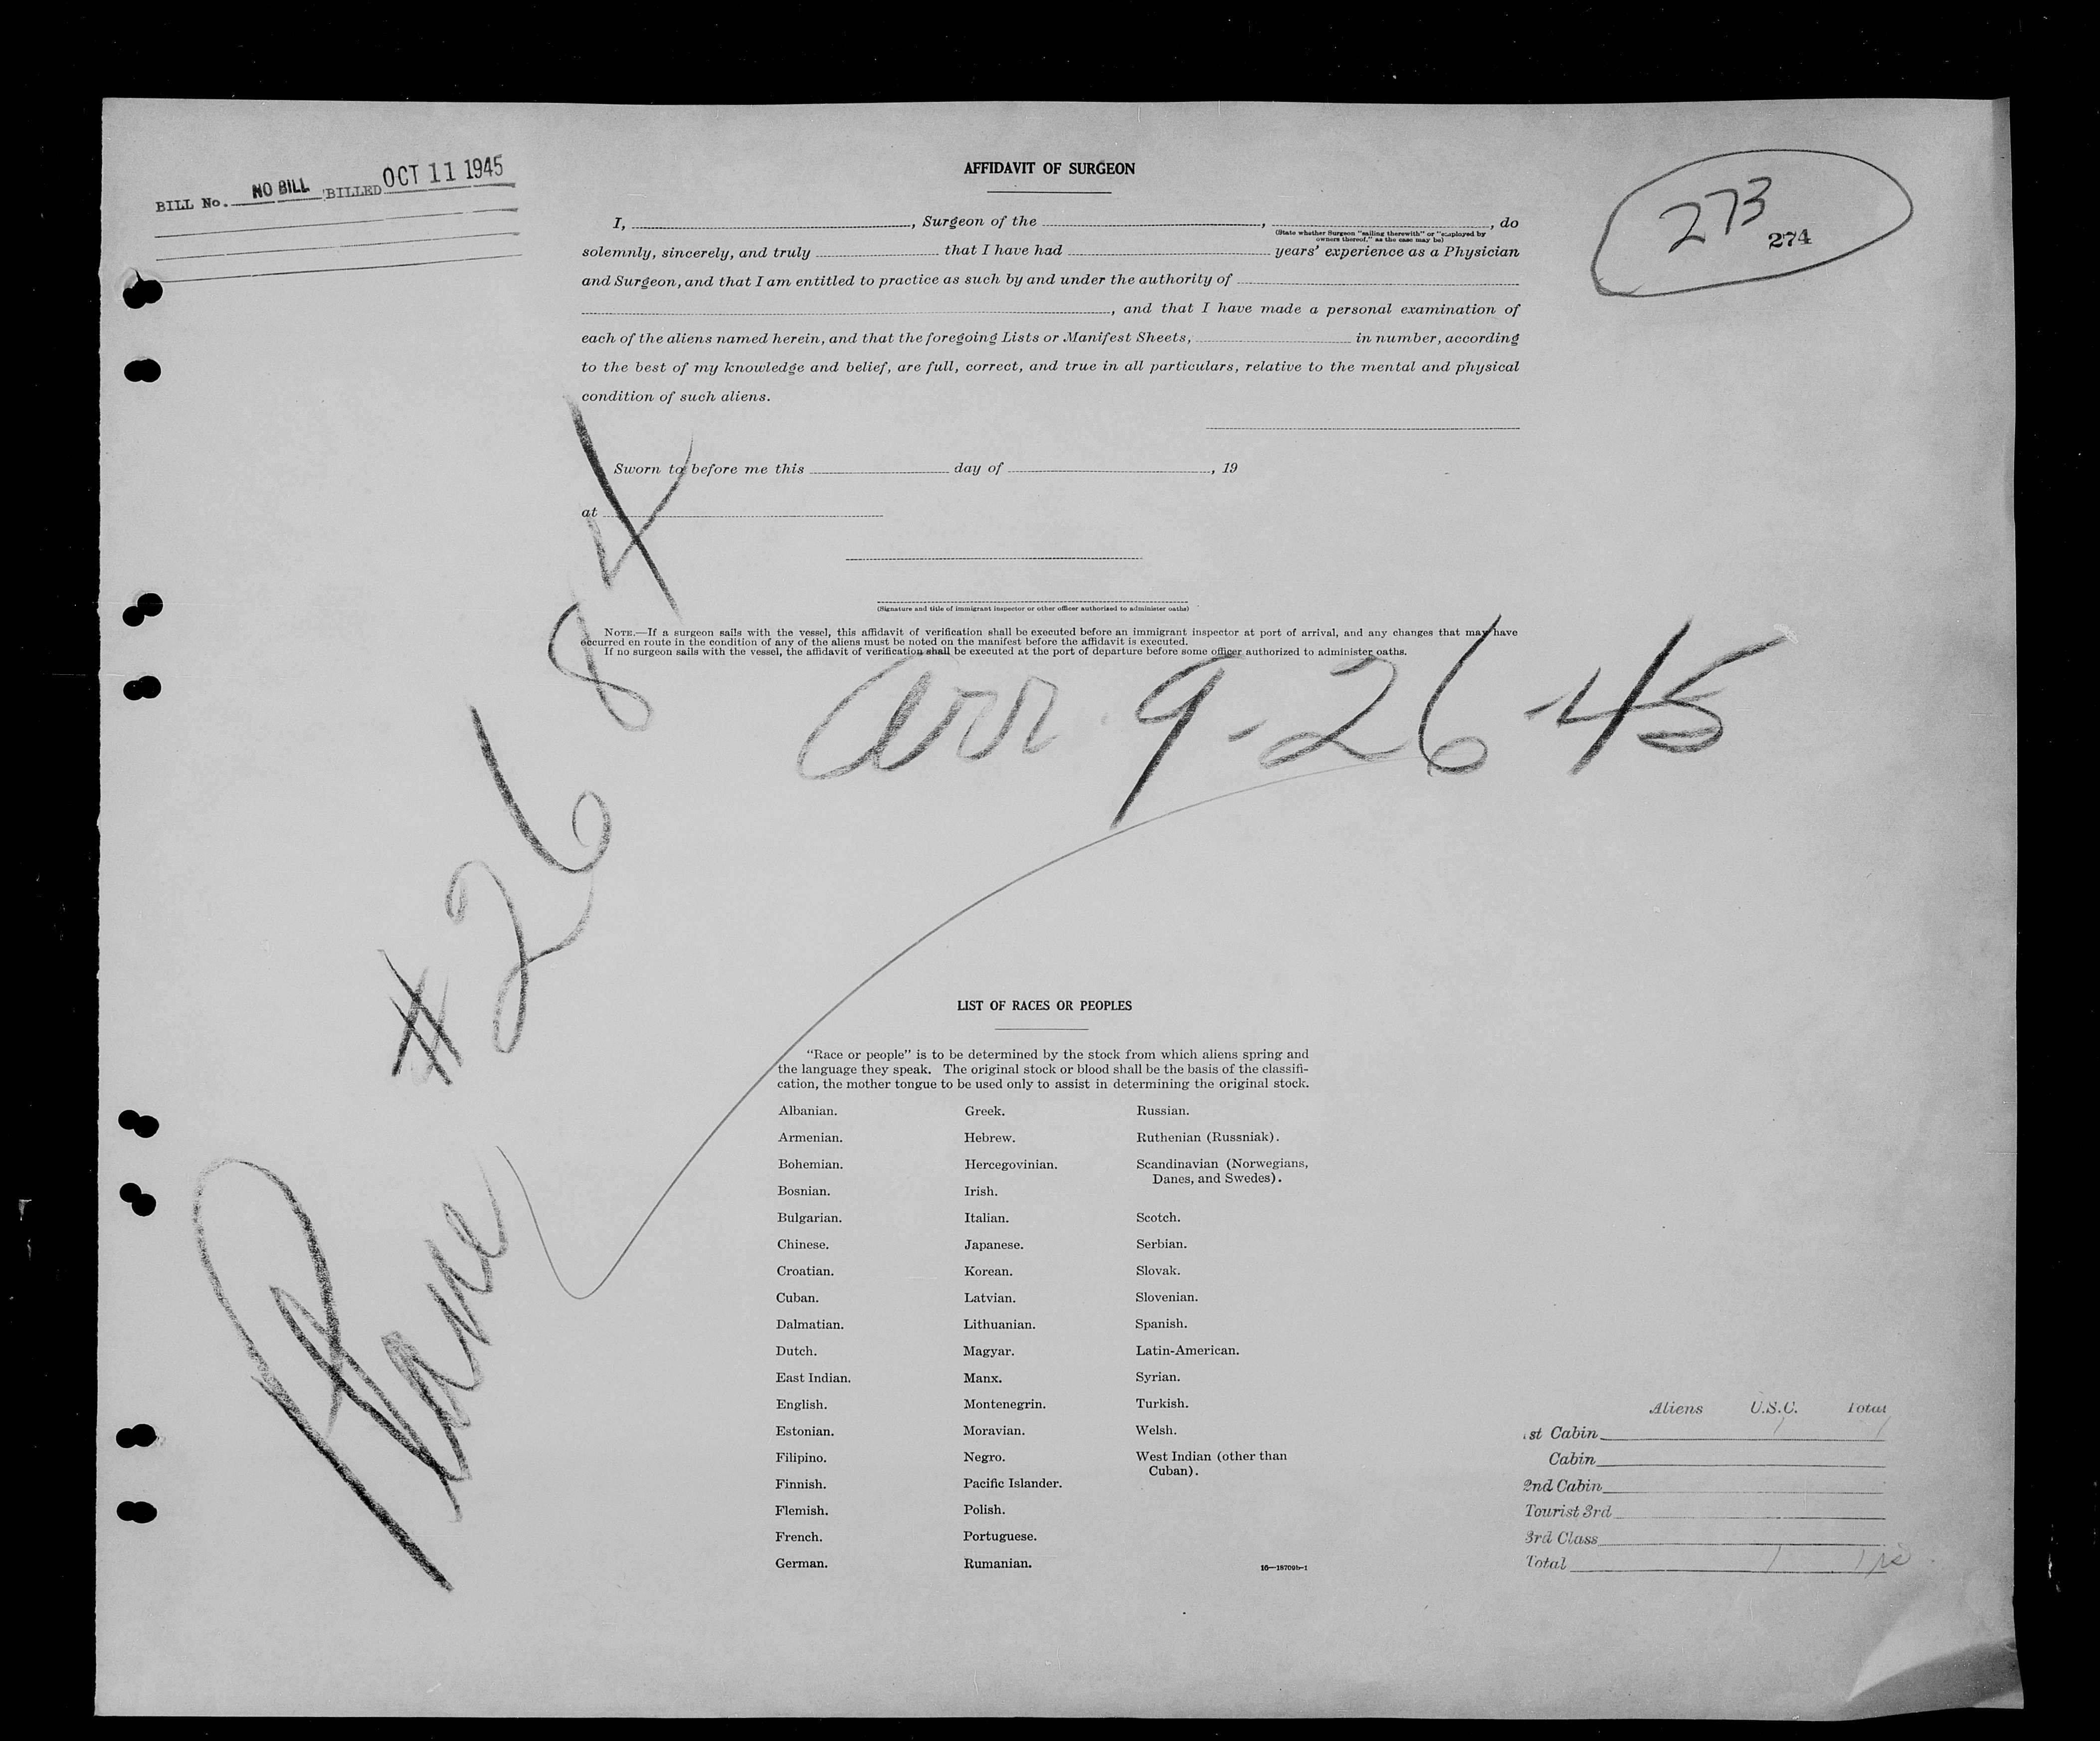 BILL No. NO BILL BILLED OCT 11 1945
AFFIDAVIT OF SURGEON
273
274
I, , Surgeon of the , , do
(State whether Surgeon "sailing therewith" or "employed by
owners thereof," as the case may be)
solemnly, sincerely, and truly that I have had years' experience as a Physician
and Surgeon, and that I am entitled to practice as such by and under the authority of
, and that I have made a personal examination of
each of the aliens named herein, and that the foregoing Lists or Manifest Sheets, in number, according
to the best of my knowledge and belief, are full, correct, and true in all particulars, relative to the mental and physical
condition of such aliens.
Sworn to before me this day of , 19
at
(Signature and title of immigrant inspector or other officer authorized to administer oaths)
NOTE.—If a surgeon sails with the vessel, this affidavit of verification shall be executed before an immigrant inspector at port of arrival, and any changes that may have
occurred en route in the condition of any of the aliens must be noted on the manifest before the affidavit is executed.
If no surgeon sails with the vessel, the affidavit of verification shall be executed at the port of departure before some officer authorized to administer oaths.
arr 9-26-45
Plane #2684
LIST OF RACES OR PEOPLES
"Race or people" is to be determined by the stock from which aliens spring and
the language they speak. The original stock or blood shall be the basis of the classifi-
cation, the mother tongue to be used only to assist in determining the original stock.
Albanian.
Armenian.
Bohemian.
Bosnian.
Bulgarian.
Chinese.
Croatian.
Cuban.
Dalmatian.
Dutch.
East Indian.
English.
Estonian.
Filipino.
Finnish.
Flemish.
French.
German.
Greek.
Hebrew.
Hercegovinian.
Irish.
Italian.
Japanese.
Korean.
Latvian.
Lithuanian.
Magyar.
Manx.
Montenegrin.
Moravian.
Negro.
Pacific Islander.
Polish.
Portuguese.
Rumanian.
Russian.
Ruthenian (Russniak).
Scandinavian (Norwegians,
Danes, and Swedes).
Scotch.
Serbian.
Slovak.
Slovenian.
Spanish.
Latin-American.
Syrian.
Turkish.
Welsh.
West Indian (other than
Cuban).
16—18709b-1
Aliens U.S.C. Total
1st Cabin 1 1
Cabin
2nd Cabin
Tourist 3rd
3rd Class
Total 1 1